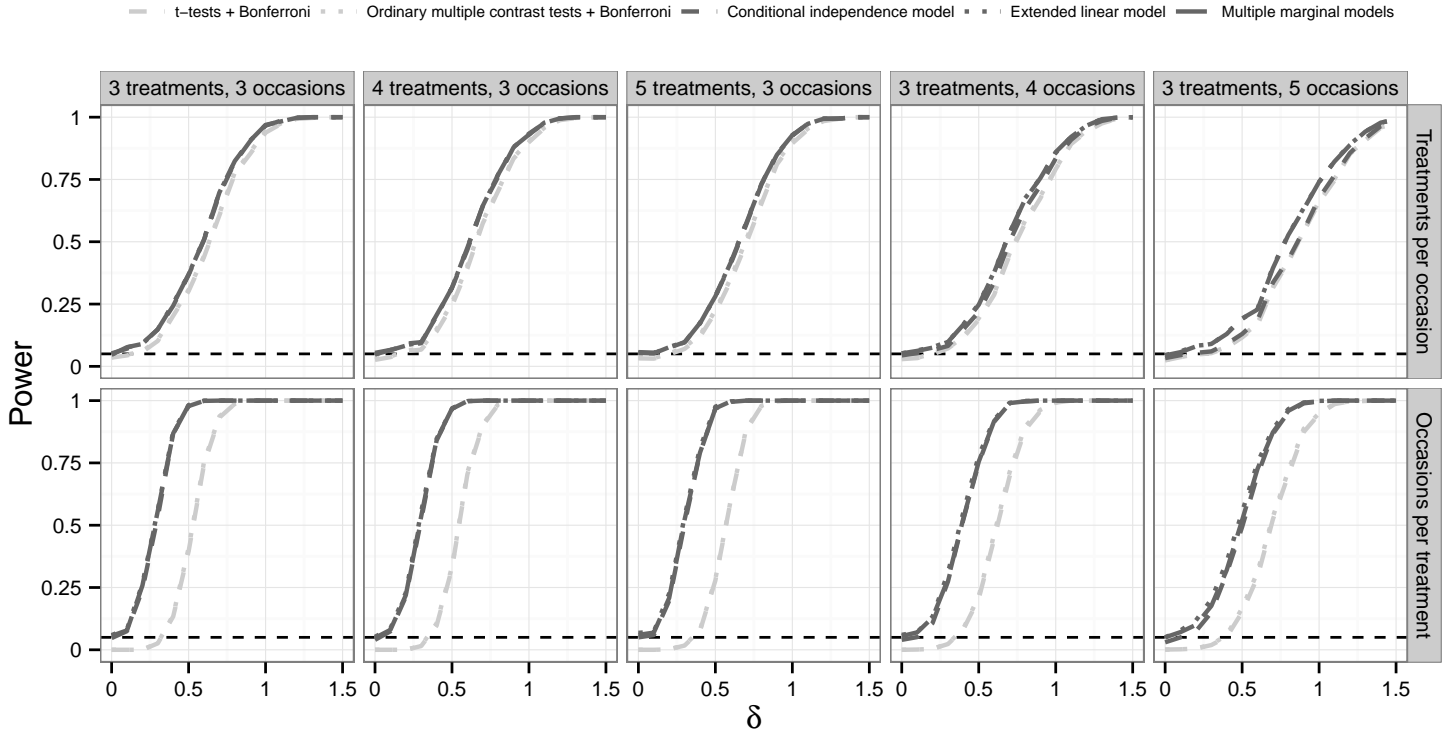 t−tests + Bonferroni Ordinary multiple contrast tests + Bonferroni Conditional independence model Extended linear model Multiple marginal models
3 treatments, 3 occasions 4 treatments, 3 occasions 5 treatments, 3 occasions 3 treatments, 4 occasions 3 treatments, 5 occasions
1
0.75
0.5
0.25
0
Treatments per occasion
Power
1
0.75
0.5
0.25
0
Occasions per treatment
0 0.5 1 1.5 0 0.5 1 1.5 0 0.5 1 1.5 0 0.5 1 1.5 0 0.5 1 1.5
δ